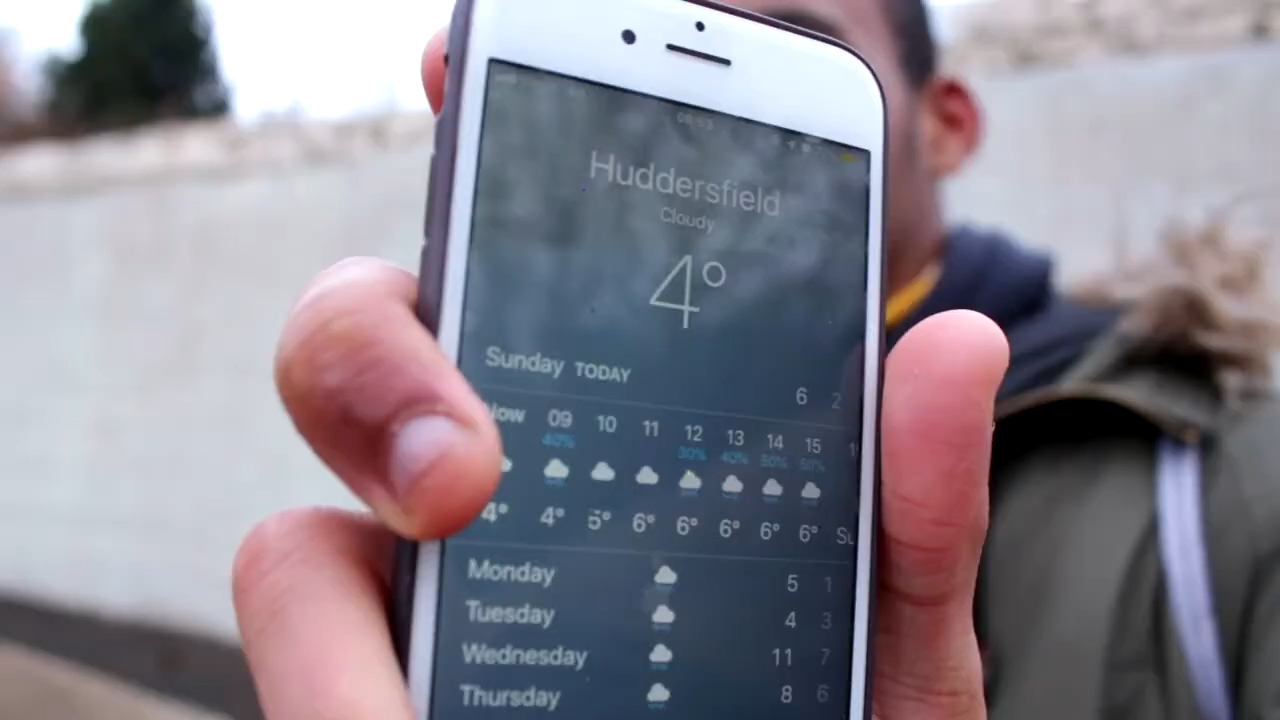 Huddersfield
Cloudy
4°
Sunday TODAY 6 2
Now 09 10 11 12 13 14 15
40% 30% 40% 50% 50%
4° 4° 5° 6° 6° 6° 6° 6°
Monday 5 1
Tuesday 4 3
Wednesday 11 7
Thursday 8 6